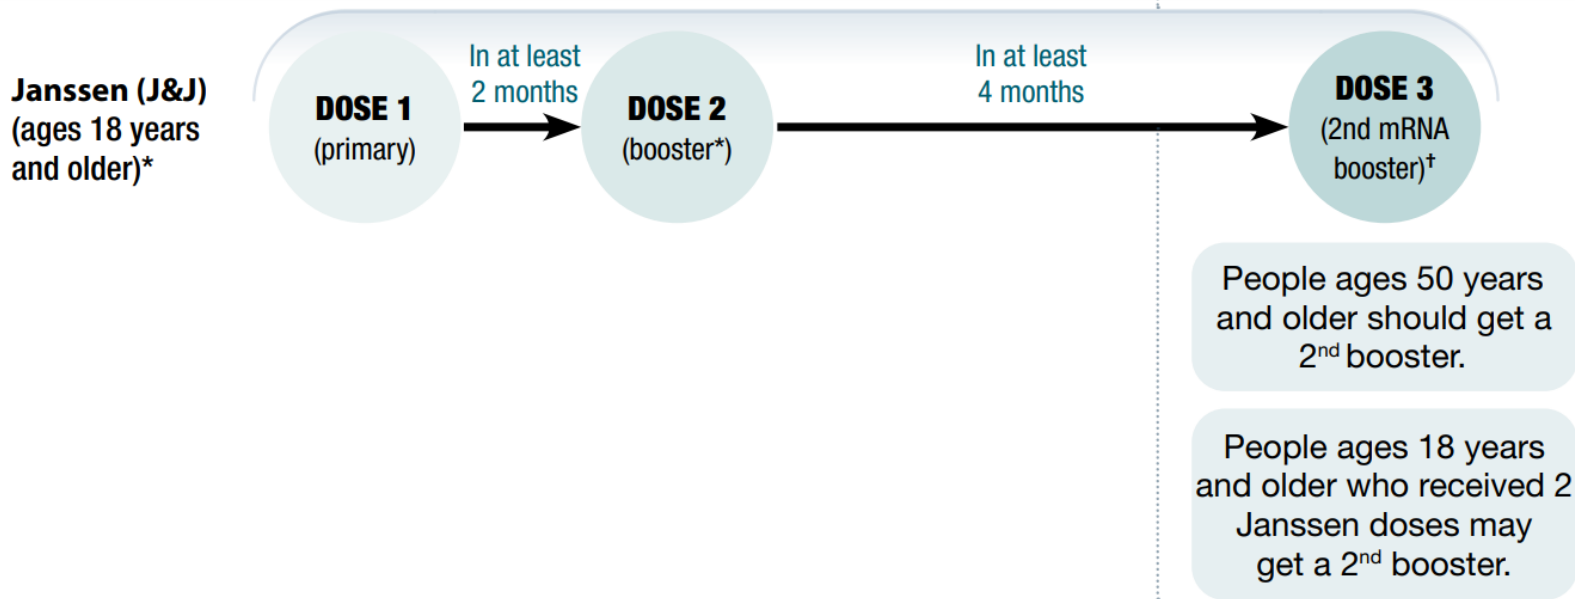 Janssen (J&J)
(ages 18 years
and older)*
DOSE 1
(primary)
In at least
2 months
DOSE 2
(booster*)
In at least
4 months
DOSE 3
(2nd mRNA
booster)†
People ages 50 years
and older should get a
2nd booster.
People ages 18 years
and older who received 2
Janssen doses may
get a 2nd booster.